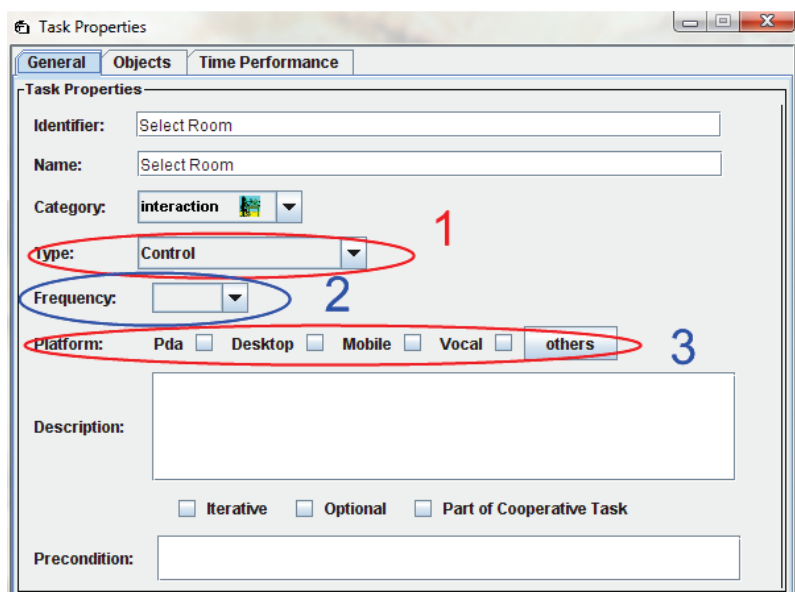 Task Properties
General Objects Time Performance
Task Properties
Identifier: Select Room
Name: Select Room
Category: interaction
1
Type: Control
Frequency: 2
Platform: Pda Desktop Mobile Vocal others 3
Description:
Iterative Optional Part of Cooperative Task
Precondition: